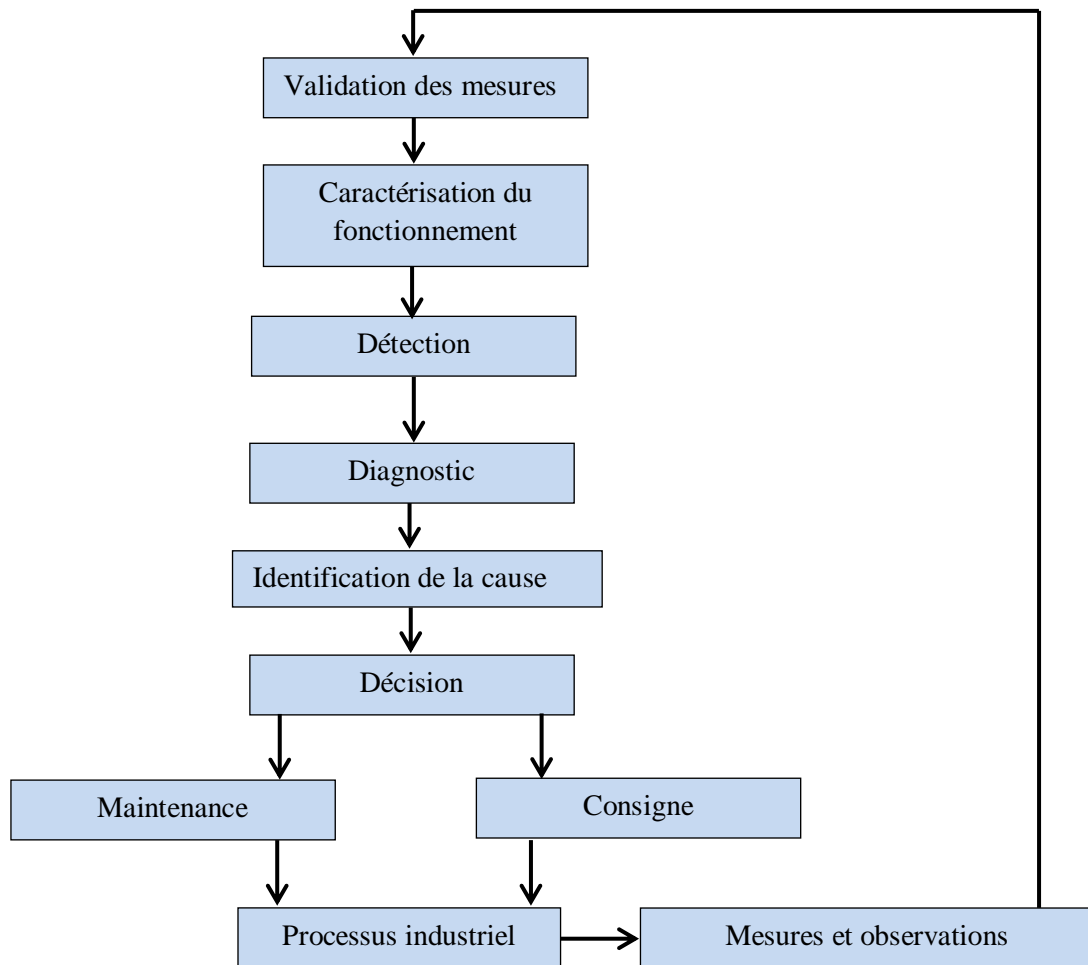 Validation des mesures
Caractérisation du
fonctionnement
Détection
Diagnostic
Identification de la cause
Décision
Maintenance
Consigne
Processus industriel
Mesures et observations